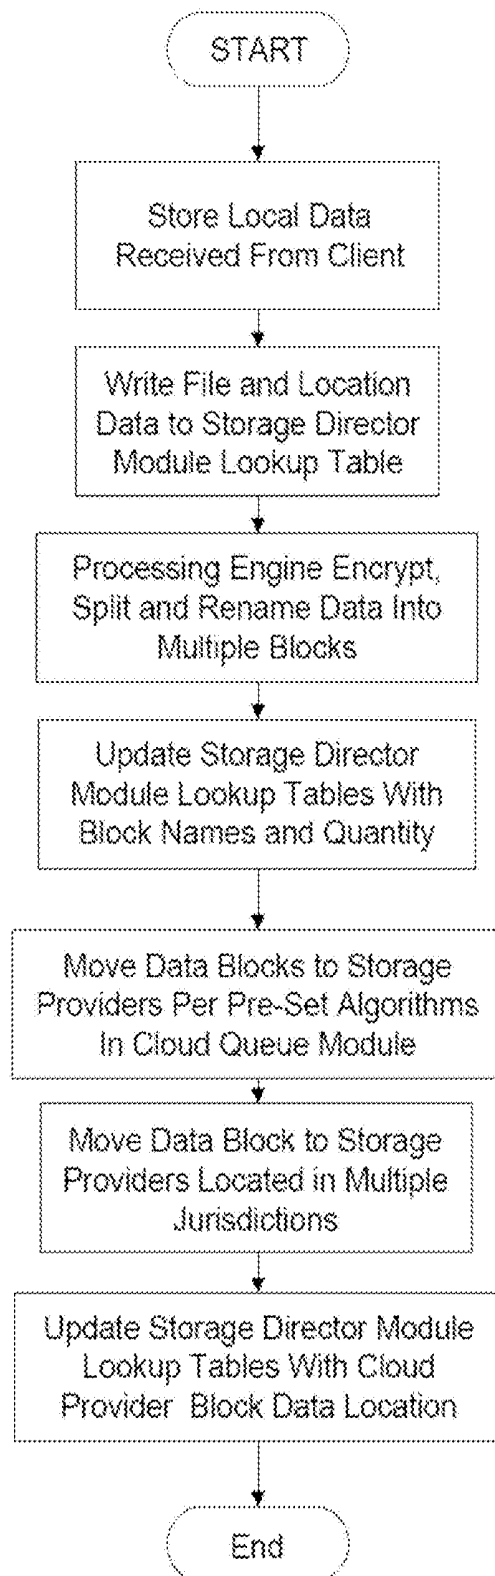 START
Store Local Data
Received From Client
Write File and Location
Data to Storage Director
Module Lookup Table
Processing Engine Encrypt,
Split and Rename Data Into
Multiple Blocks
Update Storage Director
Module Lookup Tables With
Block Names and Quantity
Move Data Blocks to Storage
Providers Per Pre-Set Algorithms
In Cloud Queue Module
Move Data Block to Storage
Providers Located in Multiple
Jurisdictions
Update Storage Director Module
Lookup Tables With Cloud
Provider Block Data Location
End